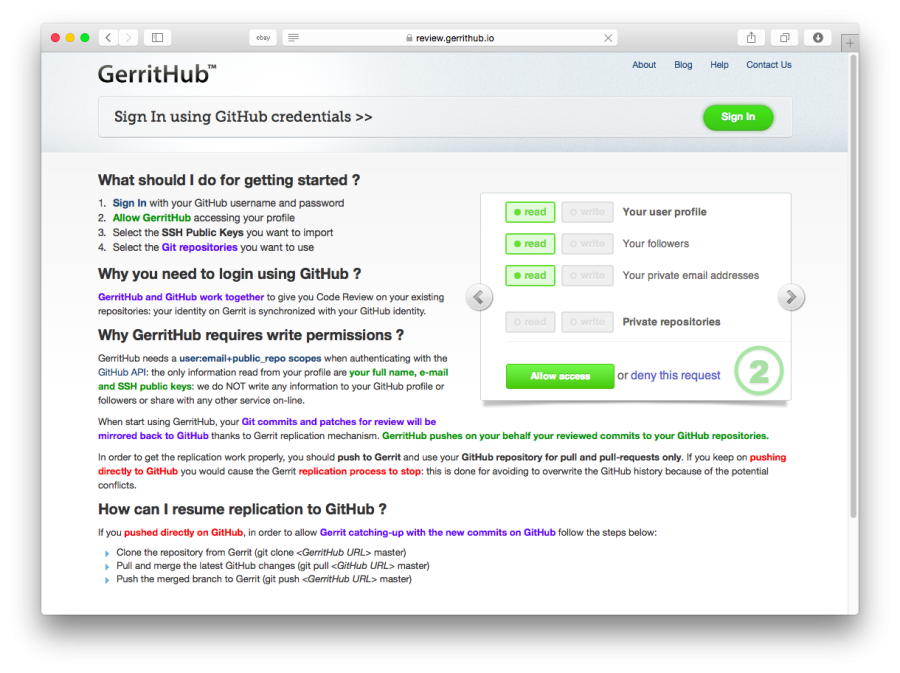 ebay
review.gerrithub.io
GerritHub™
About Blog Help Contact Us
Sign In using GitHub credentials >>
Sign In
What should I do for getting started ?
1. Sign In with your GitHub username and password
2. Allow GerritHub accessing your profile
3. Select the SSH Public Keys you want to import
4. Select the Git repositories you want to use
Why you need to login using GitHub ?
GerritHub and GitHub work together to give you Code Review on your existing
repositories: your identity on Gerrit is synchronized with your GitHub identity.
Why GerritHub requires write permissions ?
GerritHub needs a user:email+public_repo scopes when authenticating with the
GitHub API: the only information read from your profile are your full name, e-mail
and SSH public keys: we do NOT write any information to your GitHub profile or
followers or share with any other service on-line.
read write Your user profile
read write Your followers
read write Your private email addresses
read write Private repositories
Allow access or deny this request 2
When start using GerritHub, your Git commits and patches for review will be
mirrored back to GitHub thanks to Gerrit replication mechanism. GerritHub pushes on your behalf your reviewed commits to your GitHub repositories.
In order to get the replication work properly, you should push to Gerrit and use your GitHub repository for pull and pull-requests only. If you keep on pushing
directly to GitHub you would cause the Gerrit replication process to stop: this is done for avoiding to overwrite the GitHub history because of the potential
conflicts.
How can I resume replication to GitHub ?
If you pushed directly on GitHub, in order to allow Gerrit catching-up with the new commits on GitHub follow the steps below:
Clone the repository from Gerrit (git clone <GerritHub URL> master)
Pull and merge the latest GitHub changes (git pull <GitHub URL> master)
Push the merged branch to Gerrit (git push <GerritHub URL> master)